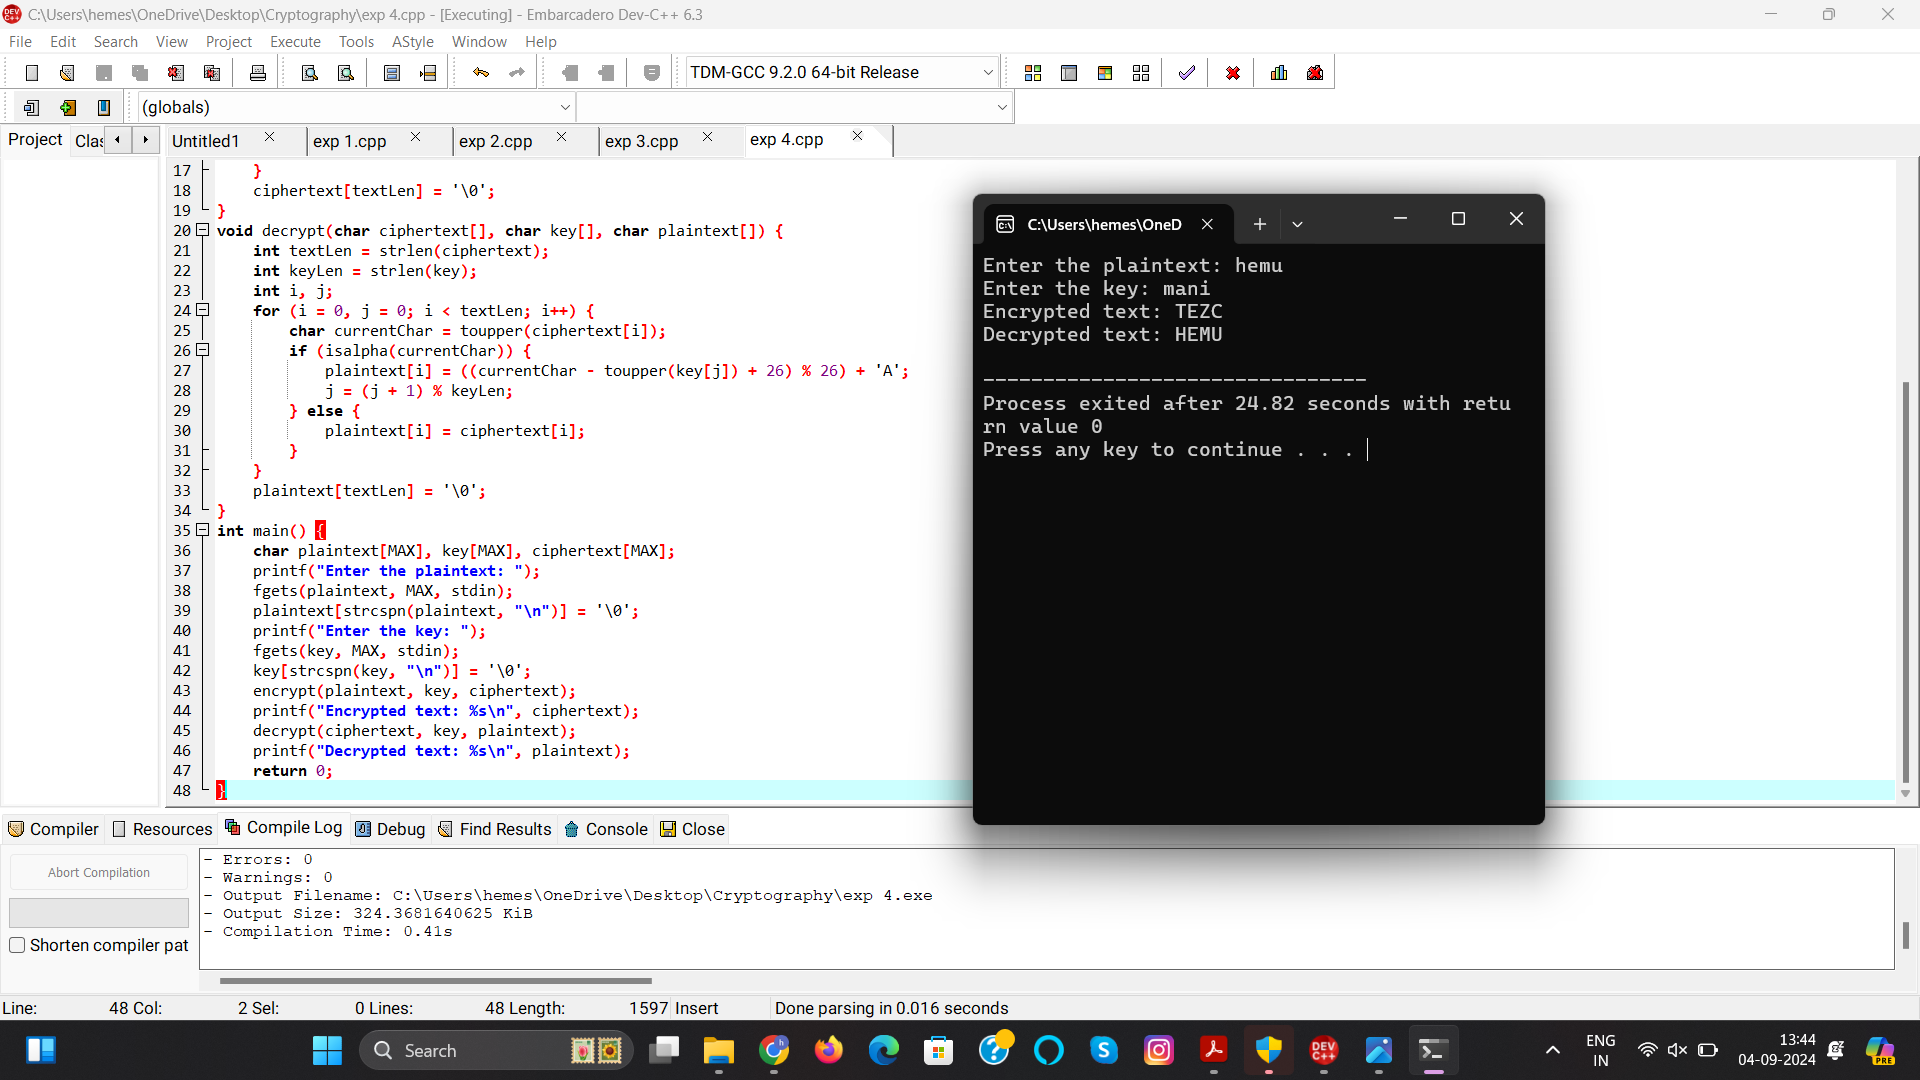 C:\Users\hemes\OneDrive\Desktop\Cryptography\exp 4.cpp - [Executing] - Embarcadero Dev-C++ 6.3
File Edit Search View Project Execute Tools AStyle Window Help
TDM-GCC 9.2.0 64-bit Release
(globals)
Project Clas Untitled1 exp 1.cpp exp 2.cpp exp 3.cpp exp 4.cpp
17 }
18 ciphertext[textLen] = '\0';
19 }
20 void decrypt(char ciphertext[], char key[], char plaintext[]) {
21 int textLen = strlen(ciphertext);
22 int keyLen = strlen(key);
23 int i, j;
24 for (i = 0, j = 0; i < textLen; i++) {
25 char currentChar = toupper(ciphertext[i]);
26 if (isalpha(currentChar)) {
27 plaintext[i] = ((currentChar - toupper(key[j]) + 26) % 26) + 'A';
28 j = (j + 1) % keyLen;
29 } else {
30 plaintext[i] = ciphertext[i];
31 }
32 }
33 plaintext[textLen] = '\0';
34 }
35 int main() {
36 char plaintext[MAX], key[MAX], ciphertext[MAX];
37 printf("Enter the plaintext: ");
38 fgets(plaintext, MAX, stdin);
39 plaintext[strcspn(plaintext, "\n")] = '\0';
40 printf("Enter the key: ");
41 fgets(key, MAX, stdin);
42 key[strcspn(key, "\n")] = '\0';
43 encrypt(plaintext, key, ciphertext);
44 printf("Encrypted text: %s\n", ciphertext);
45 decrypt(ciphertext, key, plaintext);
46 printf("Decrypted text: %s\n", plaintext);
47 return 0;
48 }
C:\Users\hemes\OneD
Enter the plaintext: hemu
Enter the key: mani
Encrypted text: TEZC
Decrypted text: HEMU
--------------------------------
Process exited after 24.82 seconds with retu
rn value 0
Press any key to continue . . .
Compiler Resources Compile Log Debug Find Results Console Close
Abort Compilation
Shorten compiler pat
- Errors: 0
- Warnings: 0
- Output Filename: C:\Users\hemes\OneDrive\Desktop\Cryptography\exp 4.exe
- Output Size: 324.3681640625 KiB
- Compilation Time: 0.41s
Line: 48 Col: 2 Sel: 0 Lines: 48 Length: 1597 Insert Done parsing in 0.016 seconds
Search
DEV C++
ENG
IN
13:44
04-09-2024
PRE